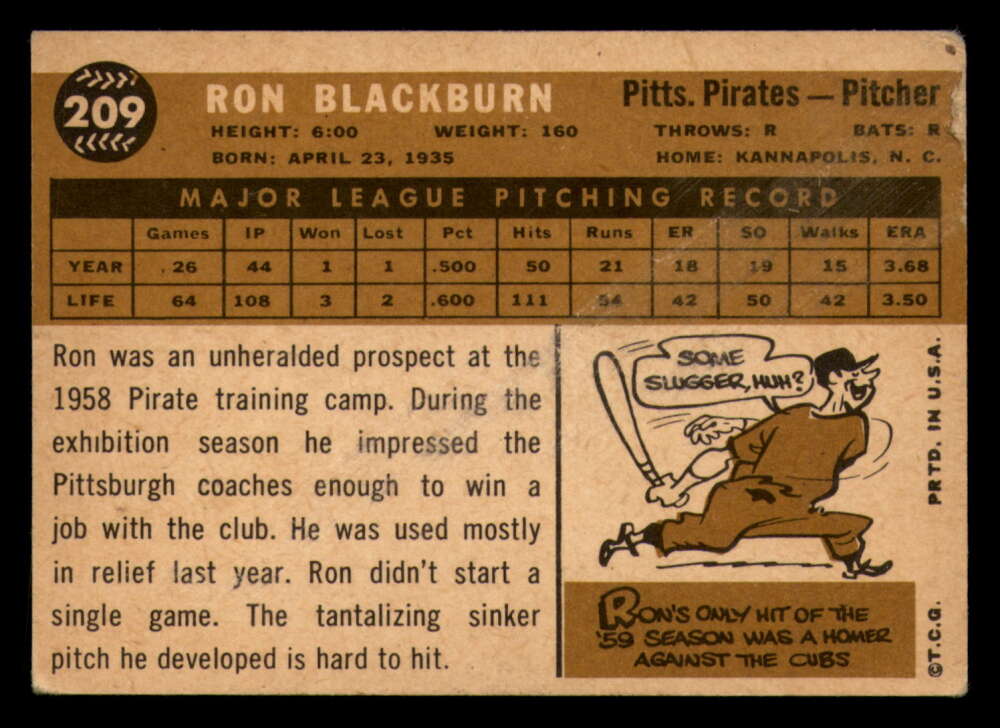 209
RON BLACKBURN
Pitts. Pirates — Pitcher
HEIGHT: 6:00 WEIGHT: 160 THROWS: R BATS: R
BORN: APRIL 23, 1935 HOME: KANNAPOLIS, N. C.
MAJOR LEAGUE PITCHING RECORD
Games IP Won Lost Pct Hits Runs ER SO Walks ERA
YEAR 26 44 1 1 .500 50 21 18 19 15 3.68
LIFE 64 108 3 2 .600 111 54 42 50 42 3.50
Ron was an unheralded prospect at the
1958 Pirate training camp. During the
exhibition season he impressed the
Pittsburgh coaches enough to win a
job with the club. He was used mostly
in relief last year. Ron didn't start a
single game. The tantalizing sinker
pitch he developed is hard to hit.
SOME
SLUGGER, HUH?
RON'S ONLY HIT OF THE
'59 SEASON WAS A HOMER
AGAINST THE CUBS
©T.C.G. PRTD. IN U.S.A.